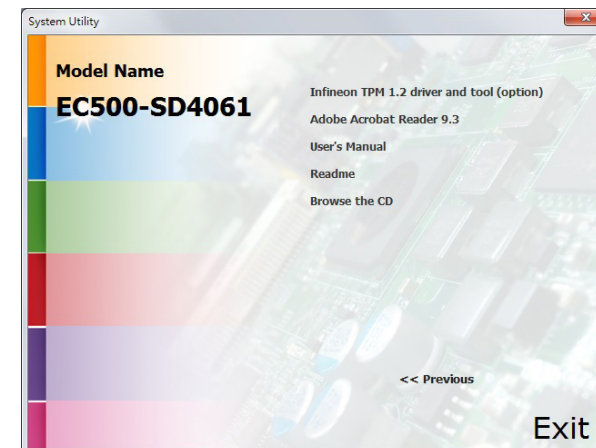 System Utility
Model Name
EC500-SD4061
Infineon TPM 1.2 driver and tool (option)
Adobe Acrobat Reader 9.3
User's Manual
Readme
Browse the CD
<< Previous
Exit